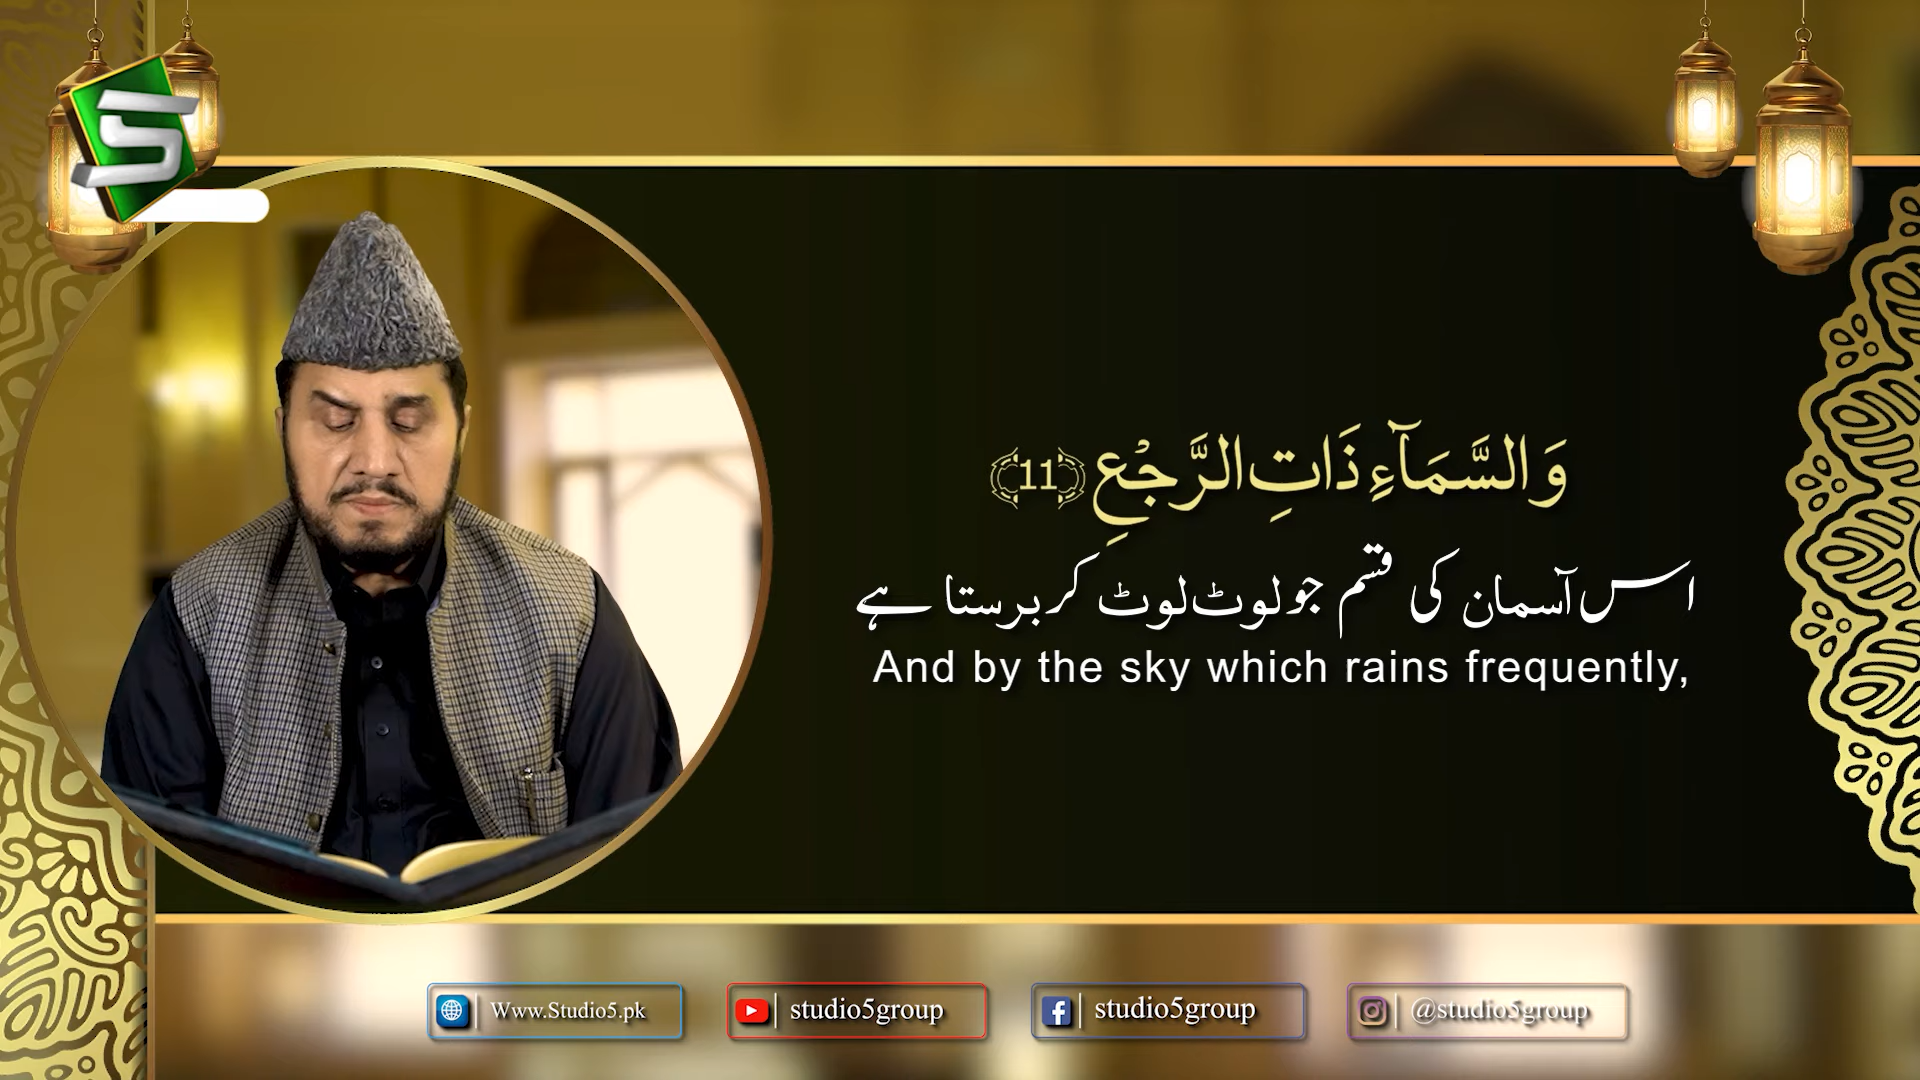 وَالسَّمَآءِ ذَاتِ الرَّجْعِ ﴿11﴾
اس آسمان کی قسم جو لوٹ لوٹ کر برستا ہے
And by the sky which rains frequently,
5
Www.Studio5.pk
studio5group
studio5group
@studio5group